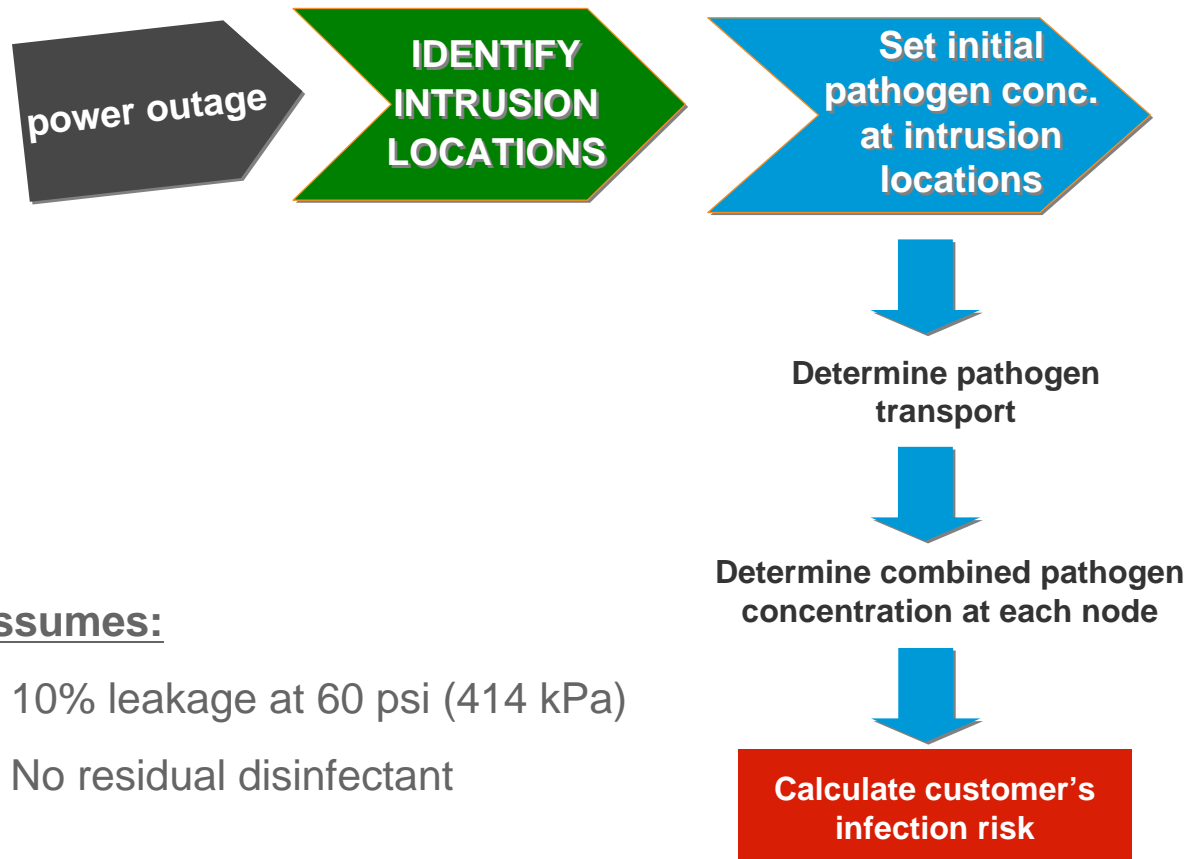 power outage
IDENTIFY
INTRUSION
LOCATIONS
Set initial
pathogen conc.
at intrusion
locations
Determine pathogen
transport
Determine combined pathogen
concentration at each node
Calculate customer’s
infection risk
ssumes:
10% leakage at 60 psi (414 kPa)
No residual disinfectant